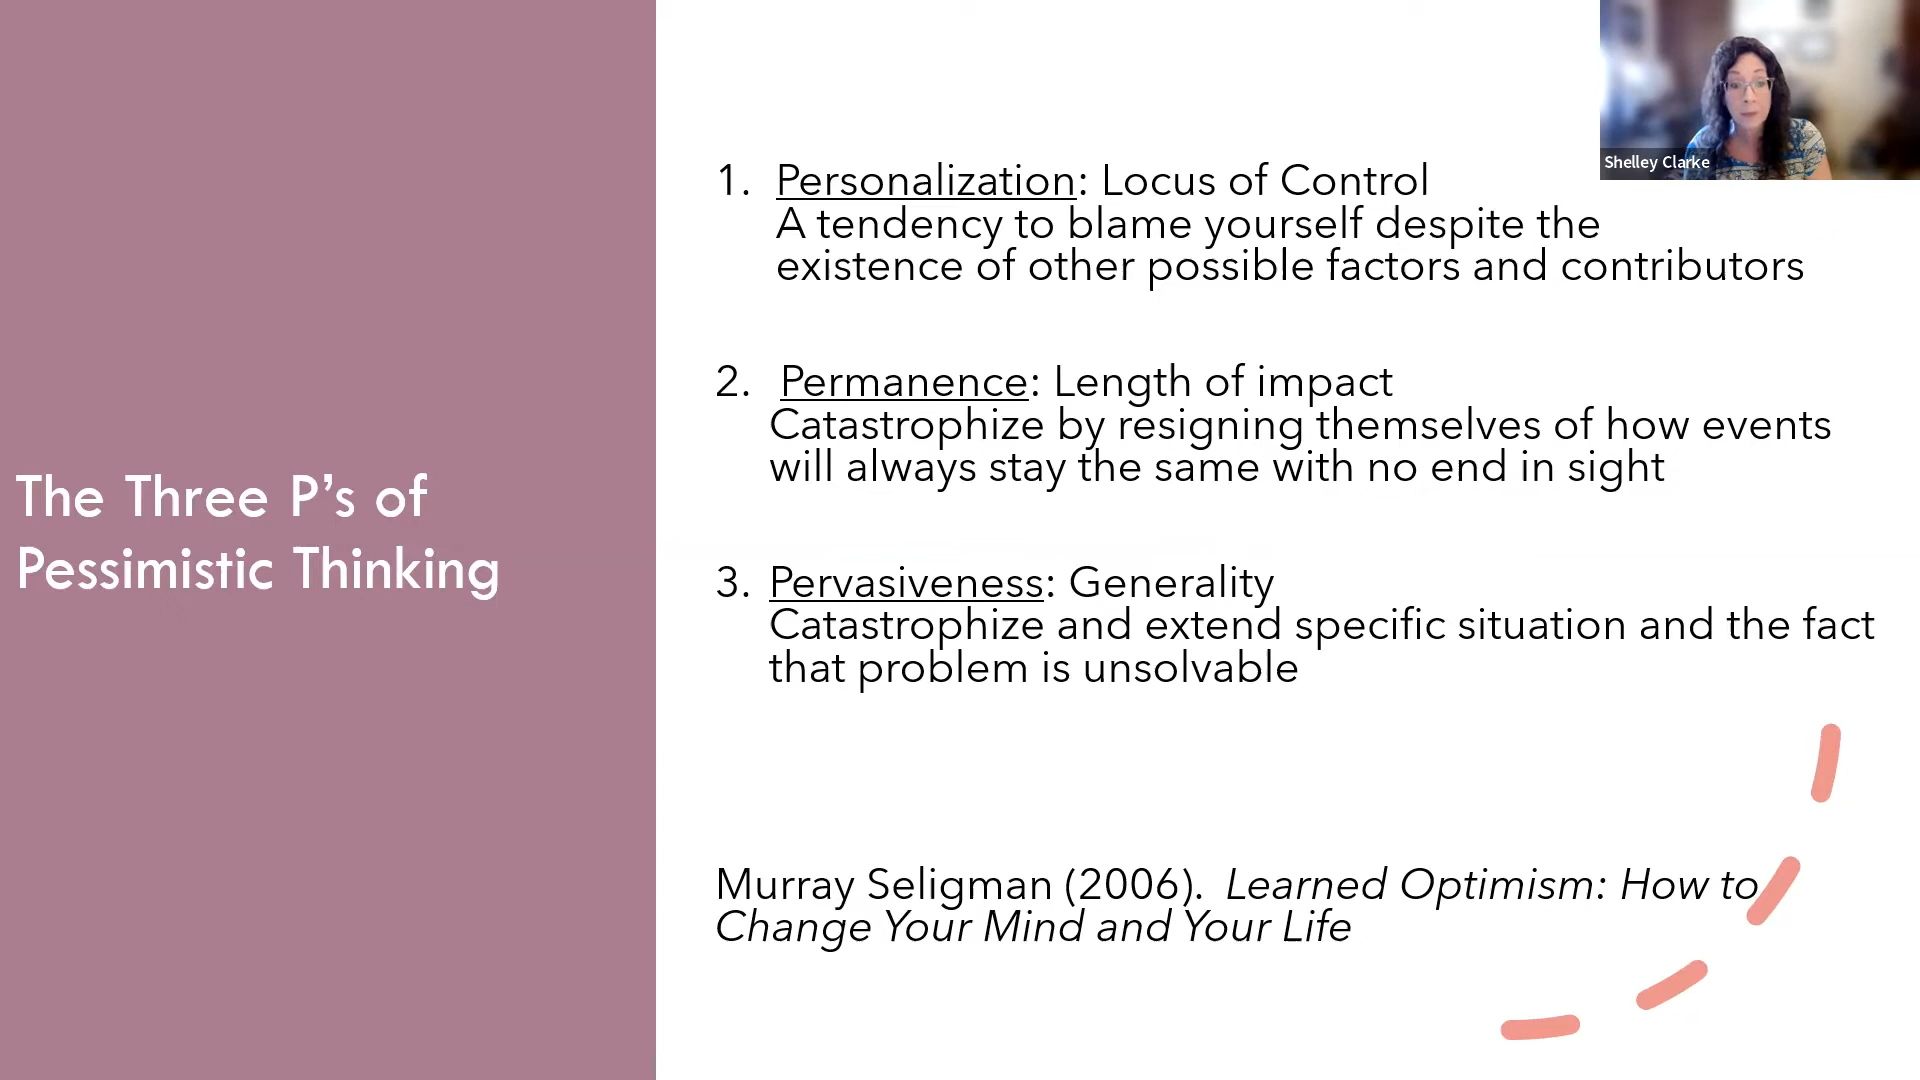 The Three P’s of
Pessimistic Thinking
1. Personalization: Locus of Control
A tendency to blame yourself despite the
existence of other possible factors and contributors
2. Permanence: Length of impact
Catastrophize by resigning themselves of how events
will always stay the same with no end in sight
3. Pervasiveness: Generality
Catastrophize and extend specific situation and the fact
that problem is unsolvable
Murray Seligman (2006). Learned Optimism: How to
Change Your Mind and Your Life
Shelley Clarke